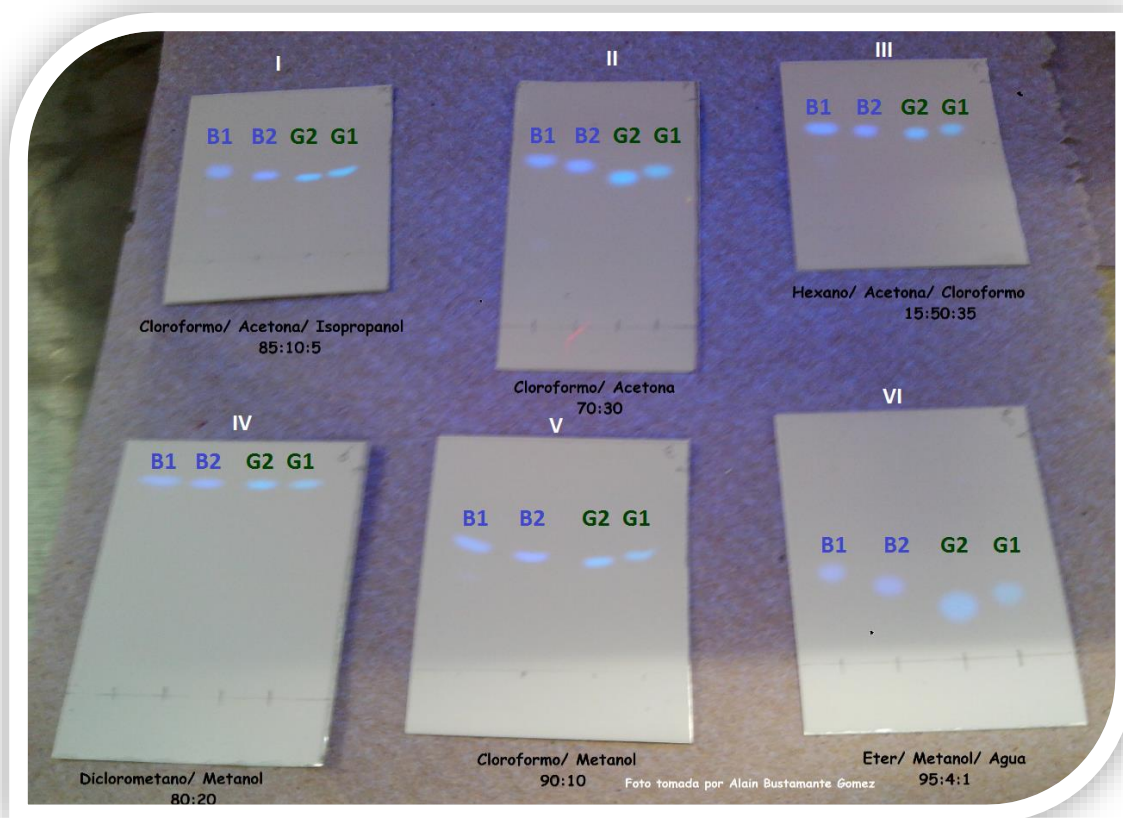 I
B1 B2 G2 G1
Cloroformo/ Acetona/ Isopropanol
85:10:5
II
B1 B2 G2 G1
Cloroformo/ Acetona
70:30
III
B1 B2 G2 G1
Hexano/ Acetona/ Cloroformo
15:50:35
IV
B1 B2 G2 G1
Diclorometano/ Metanol
80:20
V
B1 B2 G2 G1
Cloroformo/ Metanol
90:10
VI
B1 B2 G2 G1
Eter/ Metanol/ Agua
95:4:1
Foto tomada por Alain Bustamante Gomez